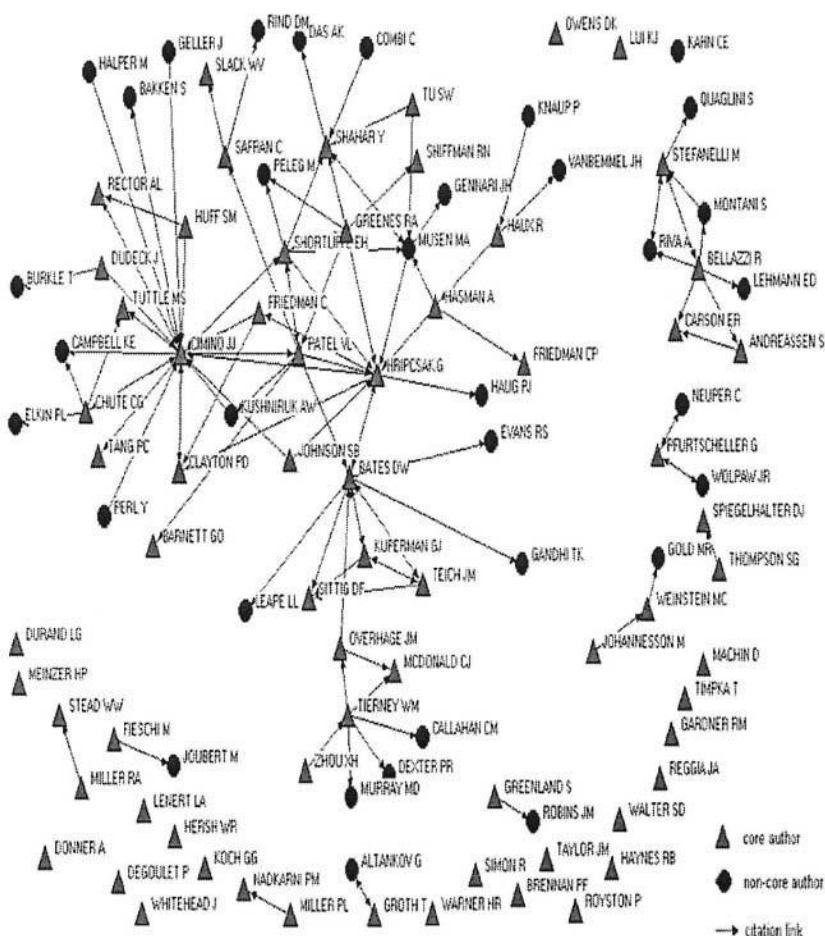 RIND DM
DAS AK
COMBI C
OWENS DK
LUI KJ
KAHN CE
GELLER J
HALPER M
SLACK WV
BAKKEN S
TU SW
KNAUP P
QUAGLINI S
SAFRAN C
SHAHAR Y
SHIFFMAN RN
STEFANELLI M
PELEG M
VANBEMMEL JH
RECTOR AL
GENNARI JH
MONTANI S
HUFF SM
GREENES RA
HAUX R
SHORTLIFFE EH
MUSEN MA
RIVA A
BELLAZZI R
DUDECK J
BURKLE T
LEHMANN ED
TUTTLE MS
FRIEDMAN C
HASMAN A
CARSON ER
CAMPBELL KE
CIMINO JJ
PATEL VL
ANDREASSEN S
FRIEDMAN CP
HRIPCSAK G
HAUG PJ
NEUPER C
CHUTE CG
KUSHNIRUK AW
ELKIN PL
EVANS RS
TANG PC
CLAYTON PD
JOHNSON SB
PFURTSCHELLER G
BATES DW
WOLPAW JR
PERL Y
SPIEGELHALTER DJ
BARNETT GO
KUPERMAN GJ
GOLD MR
GANDHI TK
THOMPSON SG
TEICH JM
SITTIG DF
LEAPE LL
WEINSTEIN MC
DURAND LG
OVERHAGE JM
JOHANNESSON M
MCDONALD CJ
MACHIN D
MEINZER HP
TIMPKA T
STEAD WW
TIERNEY WM
CALLAHAN CM
GARDNER RM
FIESCHI M
JOUBERT M
ZHOU XH
DEXTER PR
REGGIA JA
MILLER RA
MURRAY MD
GREENLAND S
LENERT LA
ROBINS JM
WALTER SD
HERSH WR
core author
DONNER A
KOCH GG
ALTANKOV G
TAYLOR JM
HAYNES RB
DEGOULET P
NADKARNI PM
SIMON R
non-core author
BRENNAN PF
WHITEHEAD J
MILLER PL
GROTH T
WARNER HR
ROYSTON P
citation link